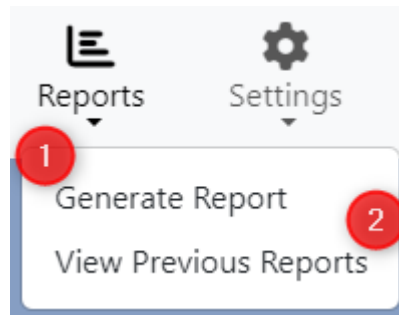 Reports Settings
1
Generate Report
2
View Previous Reports